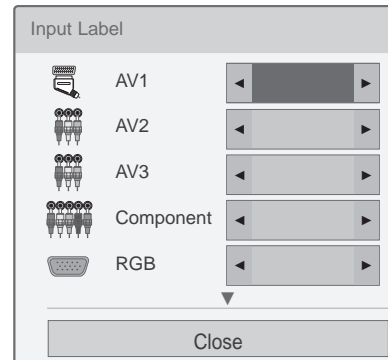 Input Label
AV1
AV2
AV3
Component
RGB
Close